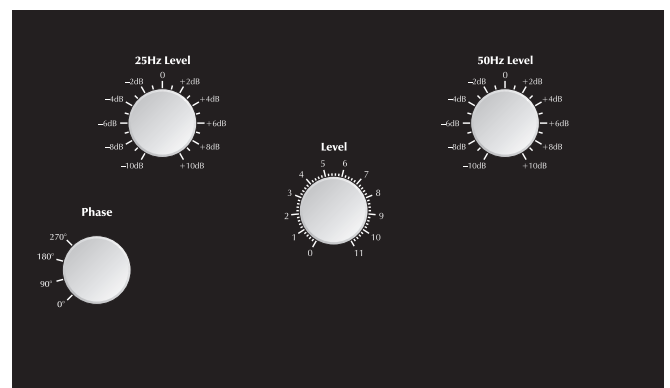 25Hz Level
0
–2dB +2dB
–4dB +4dB
–6dB +6dB
–8dB +8dB
–10dB +10dB
50Hz Level
0
–2dB +2dB
–4dB +4dB
–6dB +6dB
–8dB +8dB
–10dB +10dB
Level
5 6
4 7
3 8
2 9
1 10
0 11
Phase
270°
180°
90°
0°